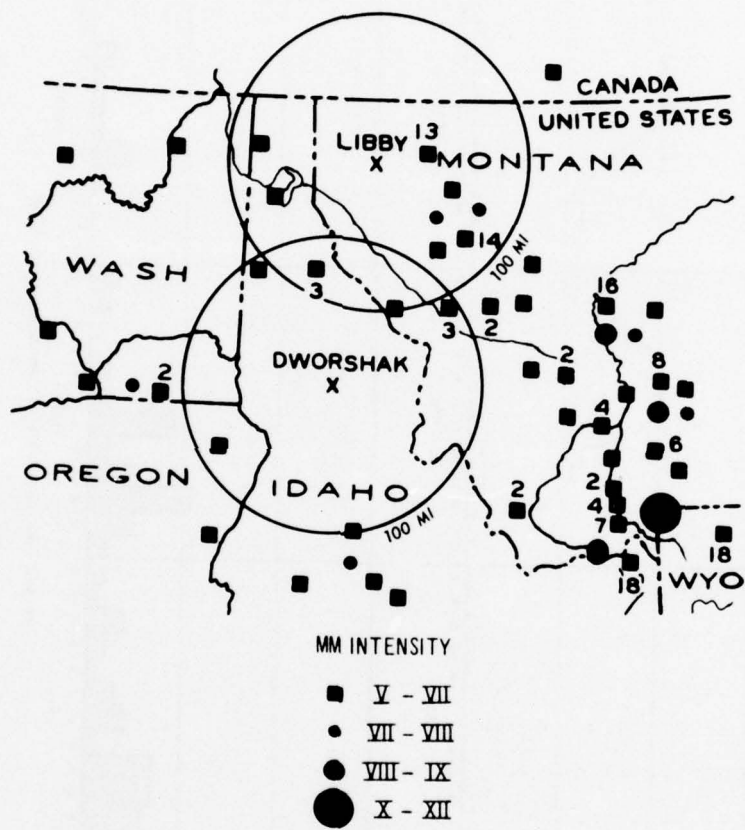 CANADA
UNITED STATES
LIBBY
X
13
MONTANA
14
100 MI
WASH
3
3
2
16
DWORSHAK
X
2
2
8
4
OREGON
IDAHO
6
2
2
4
7
100 MI
18
18
WYO
MM INTENSITY
V - VII
VII - VIII
VIII - IX
X - XII